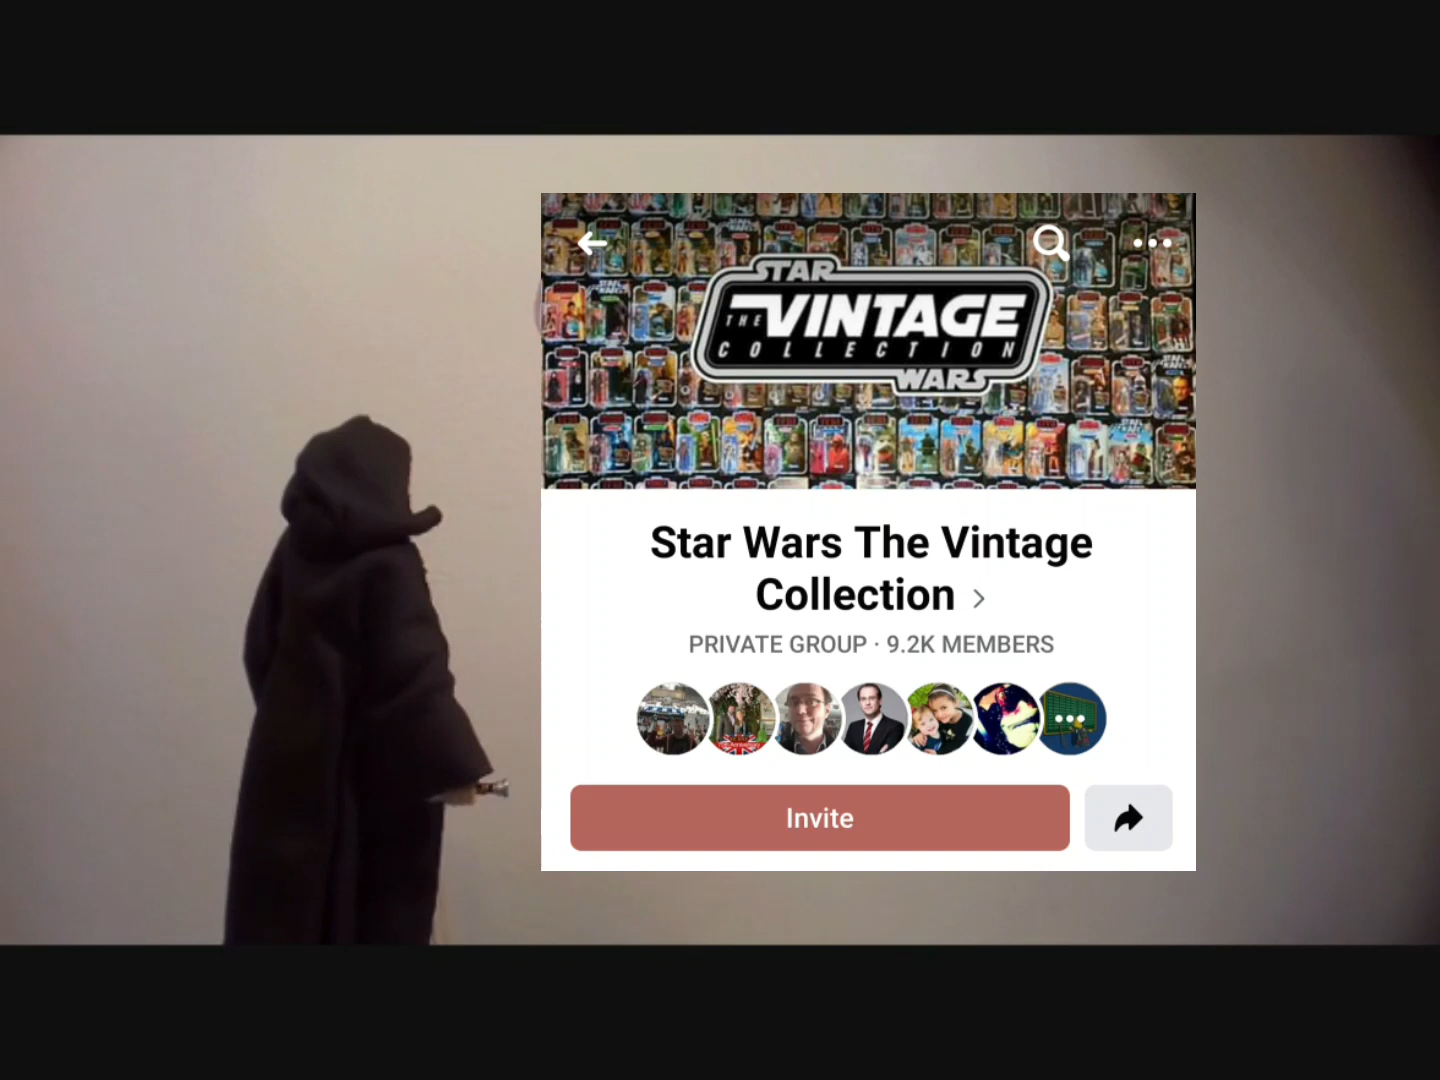 STAR
THE VINTAGE
COLLECTION
WARS
Star Wars The Vintage
Collection >
PRIVATE GROUP · 9.2K MEMBERS
Invite